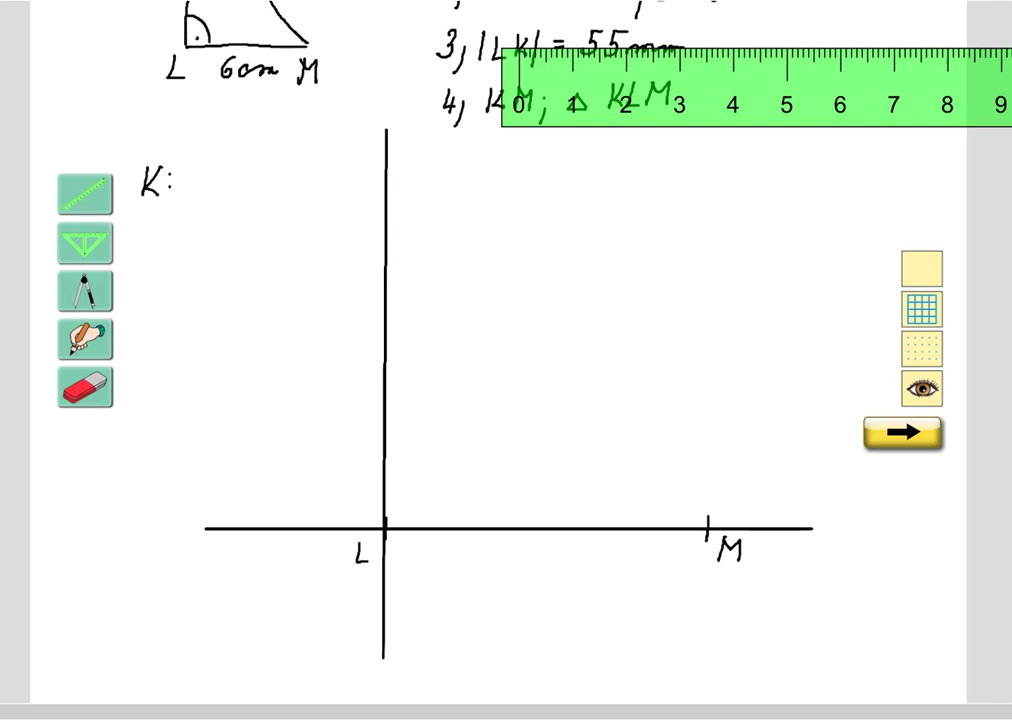 L 6cm M
3, |LK| = 55mm
4, KM; △ KLM
0 1 2 3 4 5 6 7 8 9
K:
L M